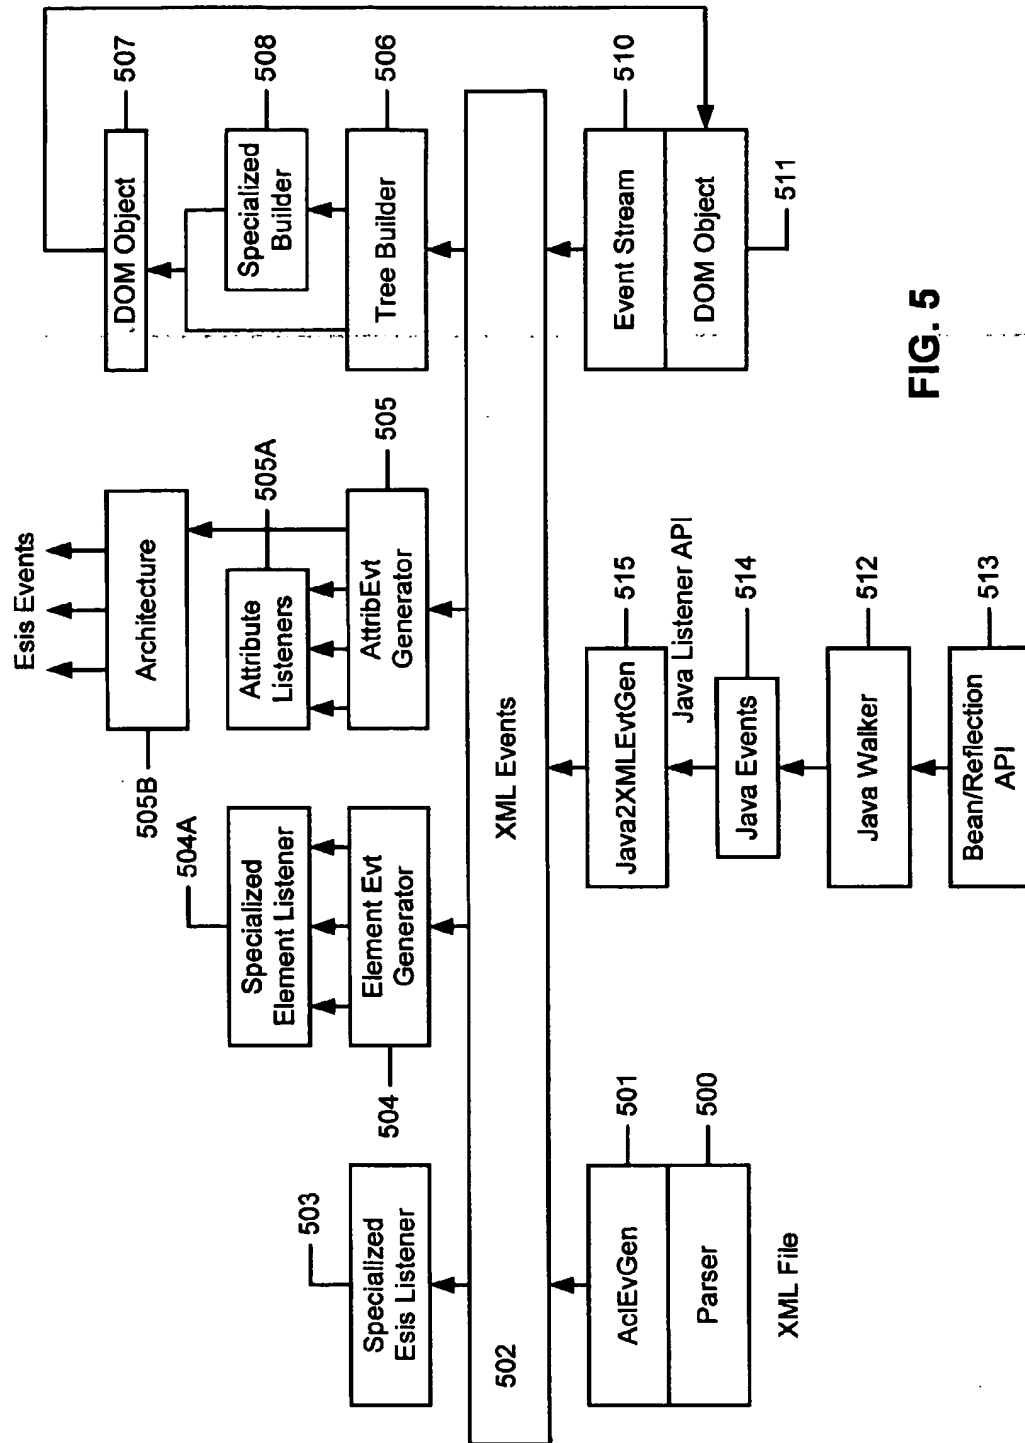 Esis Events
503
Specialized
Esis Listener
504A
Specialized
Element Listener
Element Evt
Generator
504
505B
Architecture
505A
Attribute
Listeners
AttribEvt
Generator
505
DOM Object
507
Specialized
Builder
508
Tree Builder
506
502
XML Events
AclEvGen
501
Parser
500
XML File
Java2XMLEvtGen
515
Java Listener API
Java Events
514
Java Walker
512
Bean/Reflection
API
513
Event Stream
510
DOM Object
511
FIG. 5